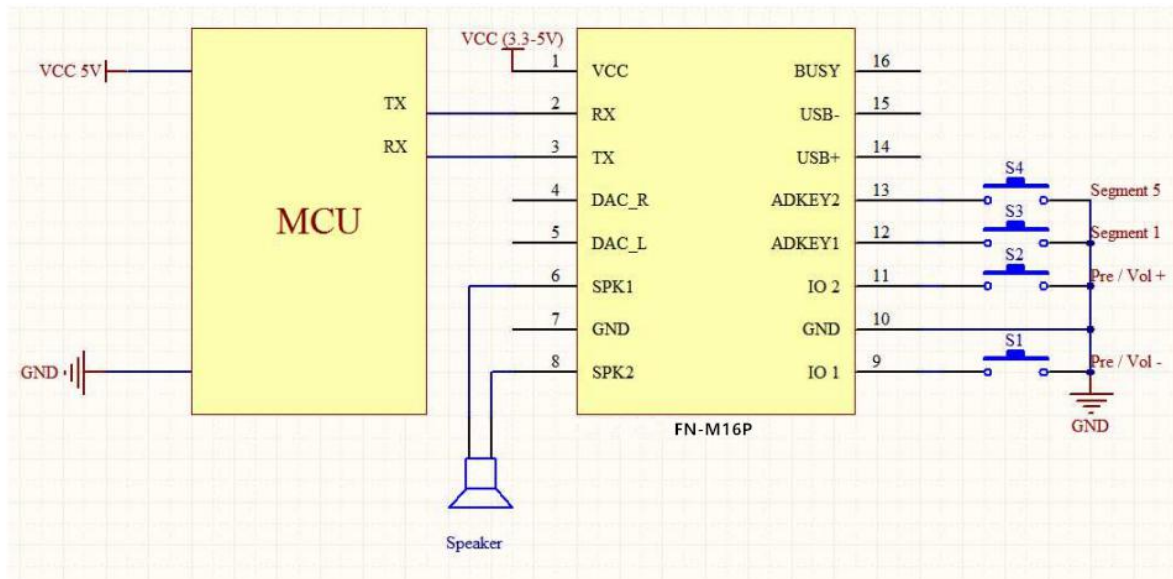 VCC 5V
TX
RX
MCU
GND
VCC (3.3-5V)
1 VCC
2 RX
3 TX
4 DAC_R
5 DAC_L
6 SPK1
7 GND
8 SPK2
BUSY 16
USB- 15
USB+ 14
ADKEY2 13
ADKEY1 12
IO 2 11
GND 10
IO 1 9
FN-M16P
S4
Segment 5
S3
Segment 1
S2
Pre / Vol +
S1
Pre / Vol -
GND
Speaker